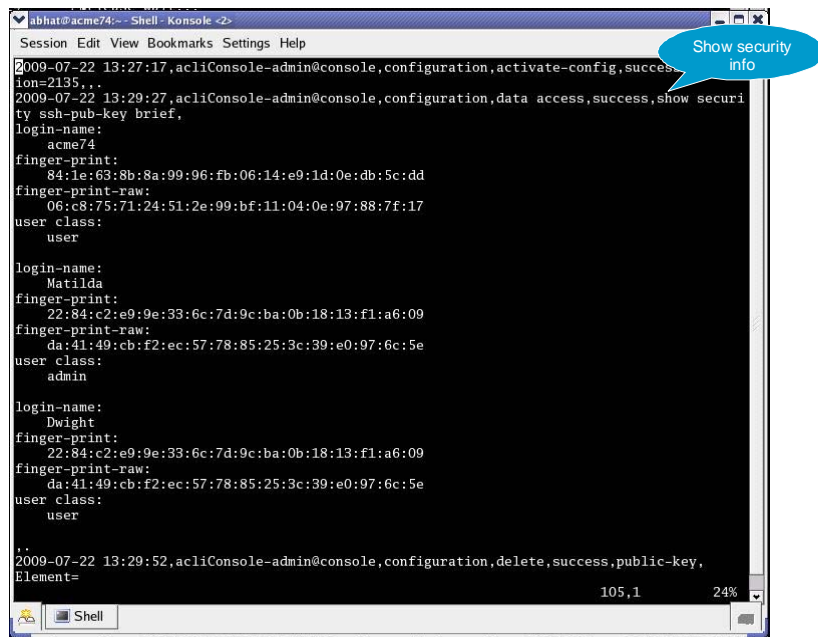 abhat@acme74:~ - Shell - Konsole <2>
Session Edit View Bookmarks Settings Help
Show security
info
2009-07-22 13:27:17,acliConsole-admin@console,configuration,activate-config,success
ion=2135,,.
2009-07-22 13:29:27,acliConsole-admin@console,configuration,data access,success,show securi
ty ssh-pub-key brief,
login-name:
acme74
finger-print:
84:1e:63:8b:8a:99:96:fb:06:14:e9:1d:0e:db:5c:dd
finger-print-raw:
06:c8:75:71:24:51:2e:99:bf:11:04:0e:97:88:7f:17
user class:
user
login-name:
Matilda
finger-print:
22:84:c2:e9:9e:33:6c:7d:9c:ba:0b:18:13:f1:a6:09
finger-print-raw:
da:41:49:cb:f2:ec:57:78:85:25:3c:39:e0:97:6c:5e
user class:
admin
login-name:
Dwight
finger-print:
22:84:c2:e9:9e:33:6c:7d:9c:ba:0b:18:13:f1:a6:09
finger-print-raw:
da:41:49:cb:f2:ec:57:78:85:25:3c:39:e0:97:6c:5e
user class:
user
,.
2009-07-22 13:29:52,acliConsole-admin@console,configuration,delete,success,public-key,
Element=
105,1 24%
Shell